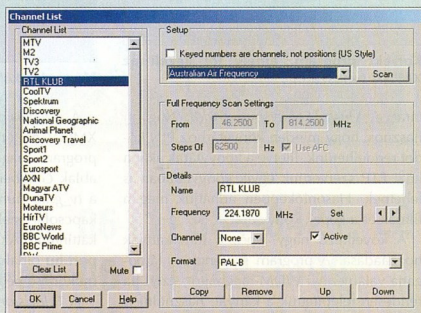 Channel List
Channel List
MTV
M2
TV3
TV2
RTL KLUB
CoolTV
Spektrum
Discovery
National Geographic
Animal Planet
Discovery Travel
Sport1
Sport2
Eurosport
AXN
Magyar ATV
DunaTV
Moteus
HírTV
EuroNews
BBC World
BBC Prime
Clear List
Mute
OK
Cancel
Help
Setup
Keyed numbers are channels, not positions (US Style)
Australian Air Frequency
Scan
Full Frequency Scan Settings
From 46.2500 To 814.2500 MHz
Steps Of 62500 Hz Use AFC
Details
Name RTL KLUB
Frequency 224.1870 MHz Set
Channel None Active
Format PAL-B
Copy Remove Up Down